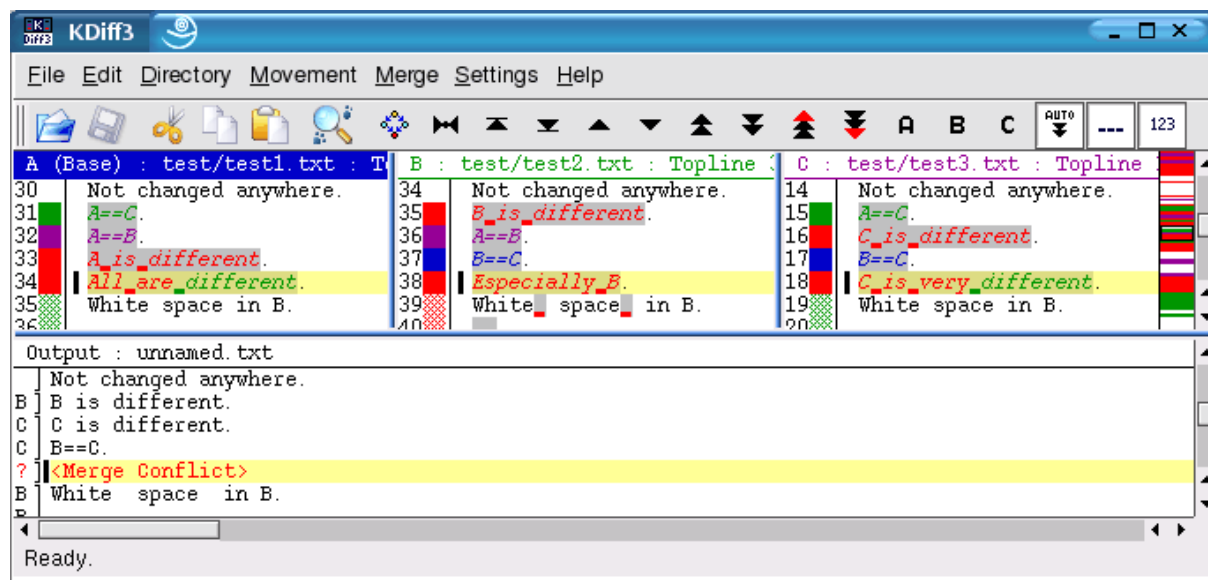 KDiff3
File Edit Directory Movement Merge Settings Help
A B C AUTO 123
A (Base) : test/test1.txt : T
30 Not changed anywhere.
31 A==C.
32 A==B.
33 A is different.
34 All are different.
35 White space in B.
36
B : test/test2.txt : Topline
34 Not changed anywhere.
35 B is different.
36 A==B.
37 B==C.
38 Especially B.
39 White  space  in B.
40
C : test/test3.txt : Topline
14 Not changed anywhere.
15 A==C.
16 C is different.
17 B==C.
18 C is very different.
19 White space in B.
20
Output : unnamed.txt
Not changed anywhere.
B B is different.
C C is different.
C B==C.
? <Merge Conflict>
B White  space  in B.
B
Ready.